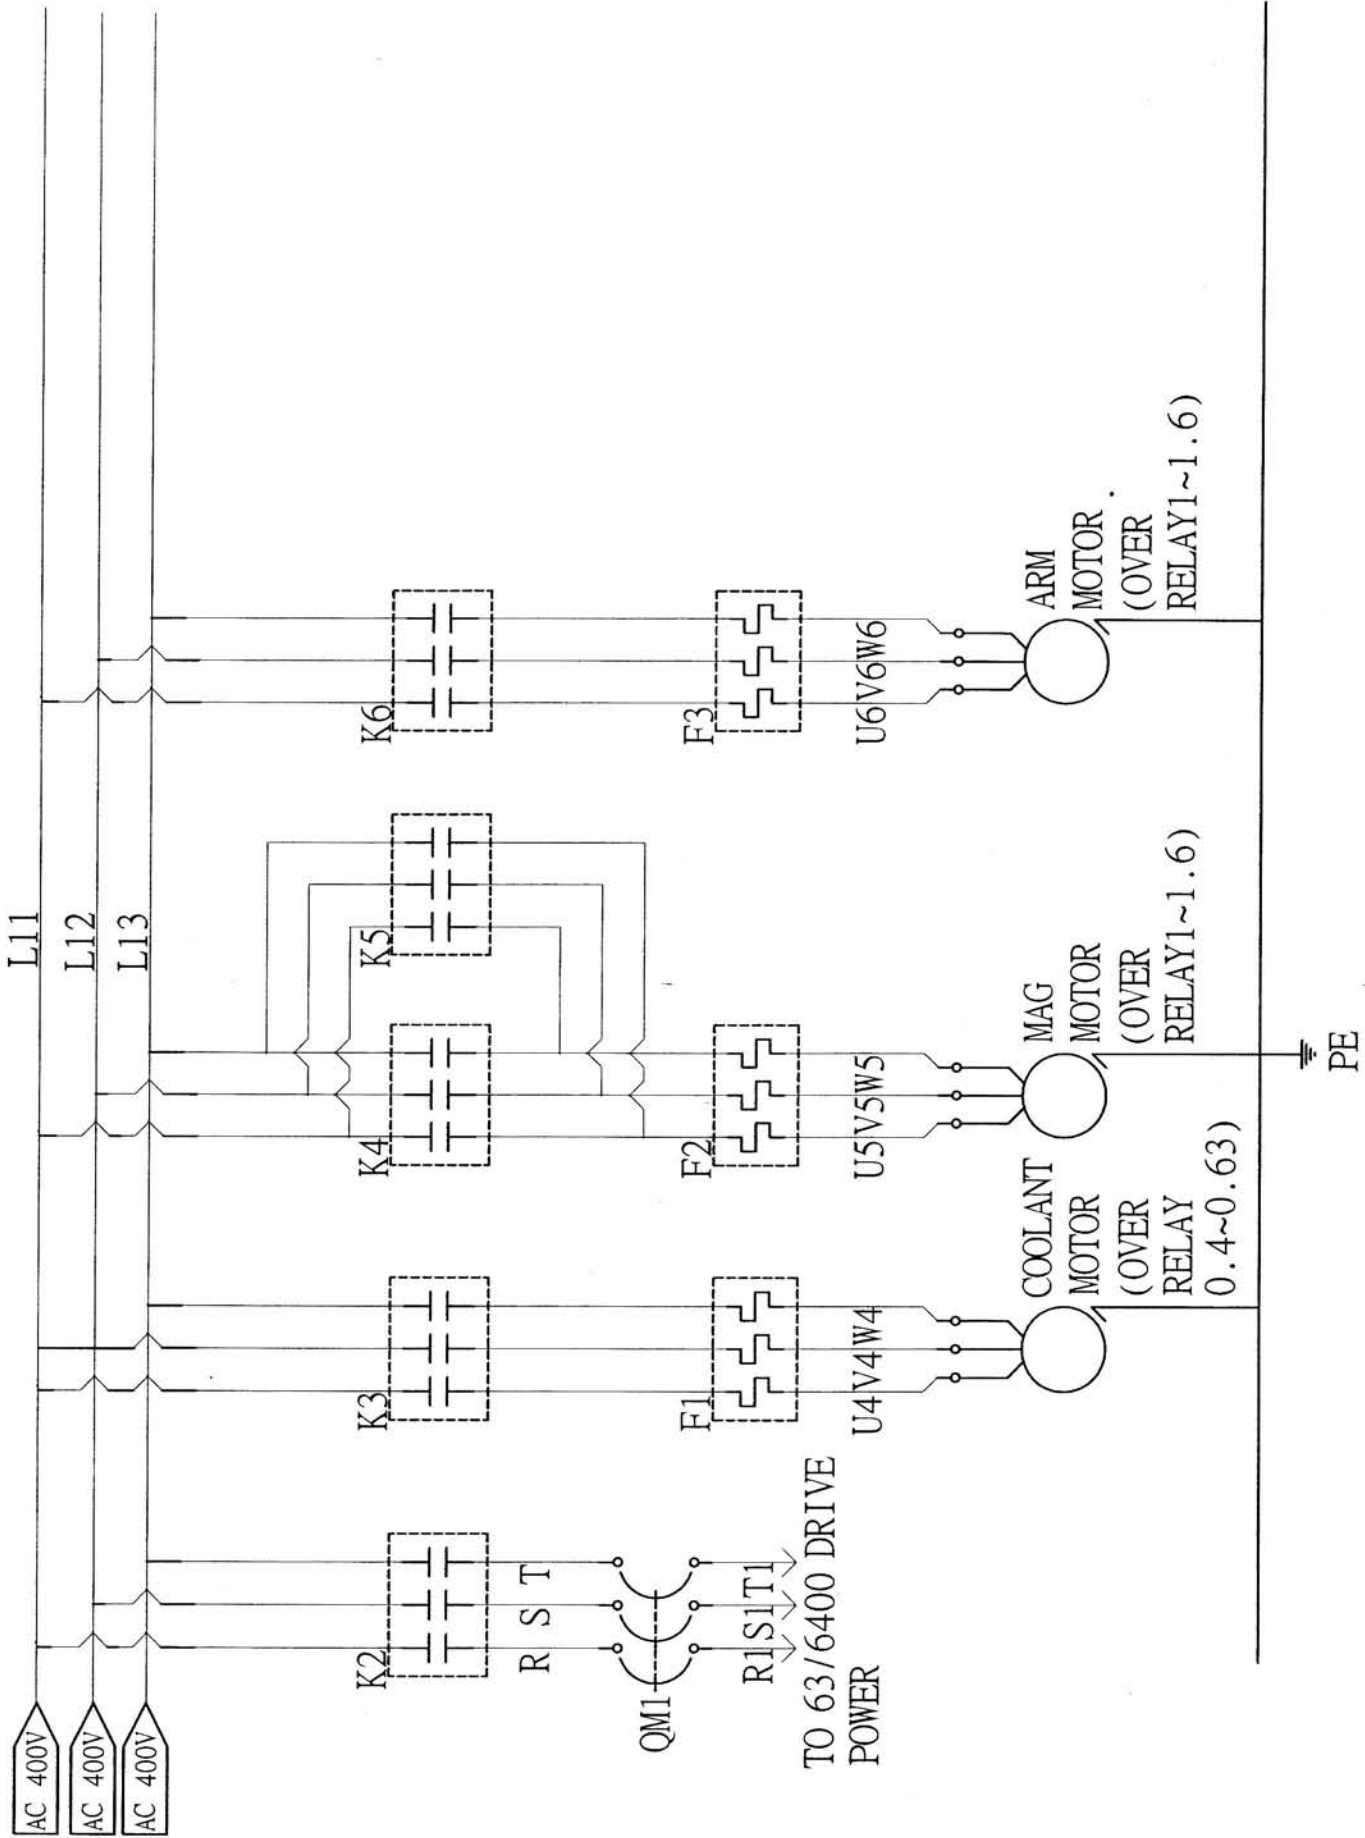 AC 400V
AC 400V
AC 400V
L11
L12
L13
K2
K3
K4
K5
K6
R S T
QM1
F1
F2
F3
R1S1T1
U4V4W4
U5V5W5
U6V6W6
TO 63/6400 DRIVE
POWER
COOLANT
MOTOR
(OVER
RELAY
0.4~0.63)
MAG
MOTOR
(OVER
RELAY1~1.6)
ARM
MOTOR
(OVER
RELAY1~1.6)
PE